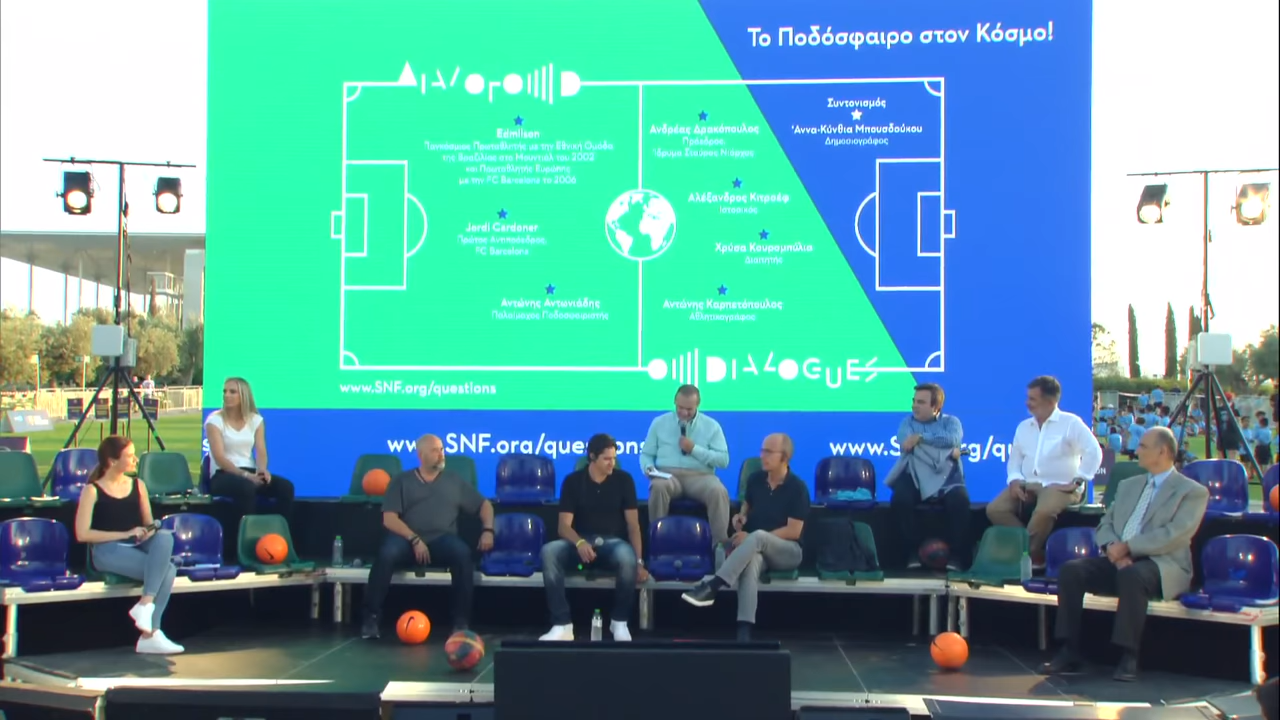 Το Ποδόσφαιρο στον Κόσμο!
ΔΙΑΛΟΓΟΙ
Edmilson
Παγκόσμιος Πρωταθλητής με την Εθνική Ομάδα
της Βραζιλίας στο Μουντιάλ του 2002
και Πρωταθλητής Ευρώπης
με την FC Barcelona το 2006
Jordi Cardoner
Πρώτος Αντιπρόεδρος,
FC Barcelona
Αντώνης Αντωνιάδης
Παλαίμαχος Ποδοσφαιριστής
Ανδρέας Δρακόπουλος
Πρόεδρος,
Ίδρυμα Σταύρος Νιάρχος
Αλέξανδρος Κιτροέφ
Ιστορικός
Χρύσα Κουρομπύλια
Διαιτητής
Αντώνης Καρπετόπουλος
Αθλητικογράφος
Συντονισμός
'Αννα-Κύνθια Μπουσδούκου
Δημοσιογράφος
DIALOGUES
www.SNF.org/questions
www.SNF.org/questions